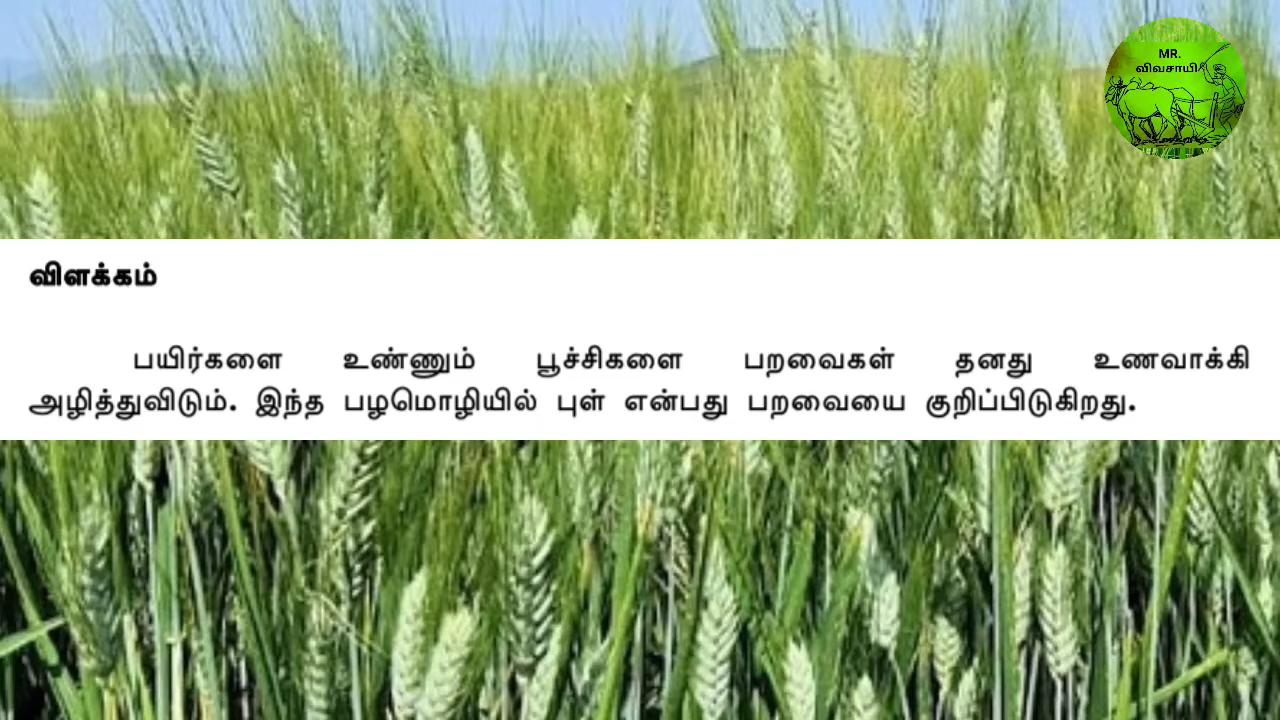 MR.
விவசாயி
விளக்கம்
பயிர்களை உண்ணும் பூச்சிகளை பறவைகள் தனது உணவாக்கி
அழித்துவிடும். இந்த பழமொழியில் புள் என்பது பறவையை குறிப்பிடுகிறது.